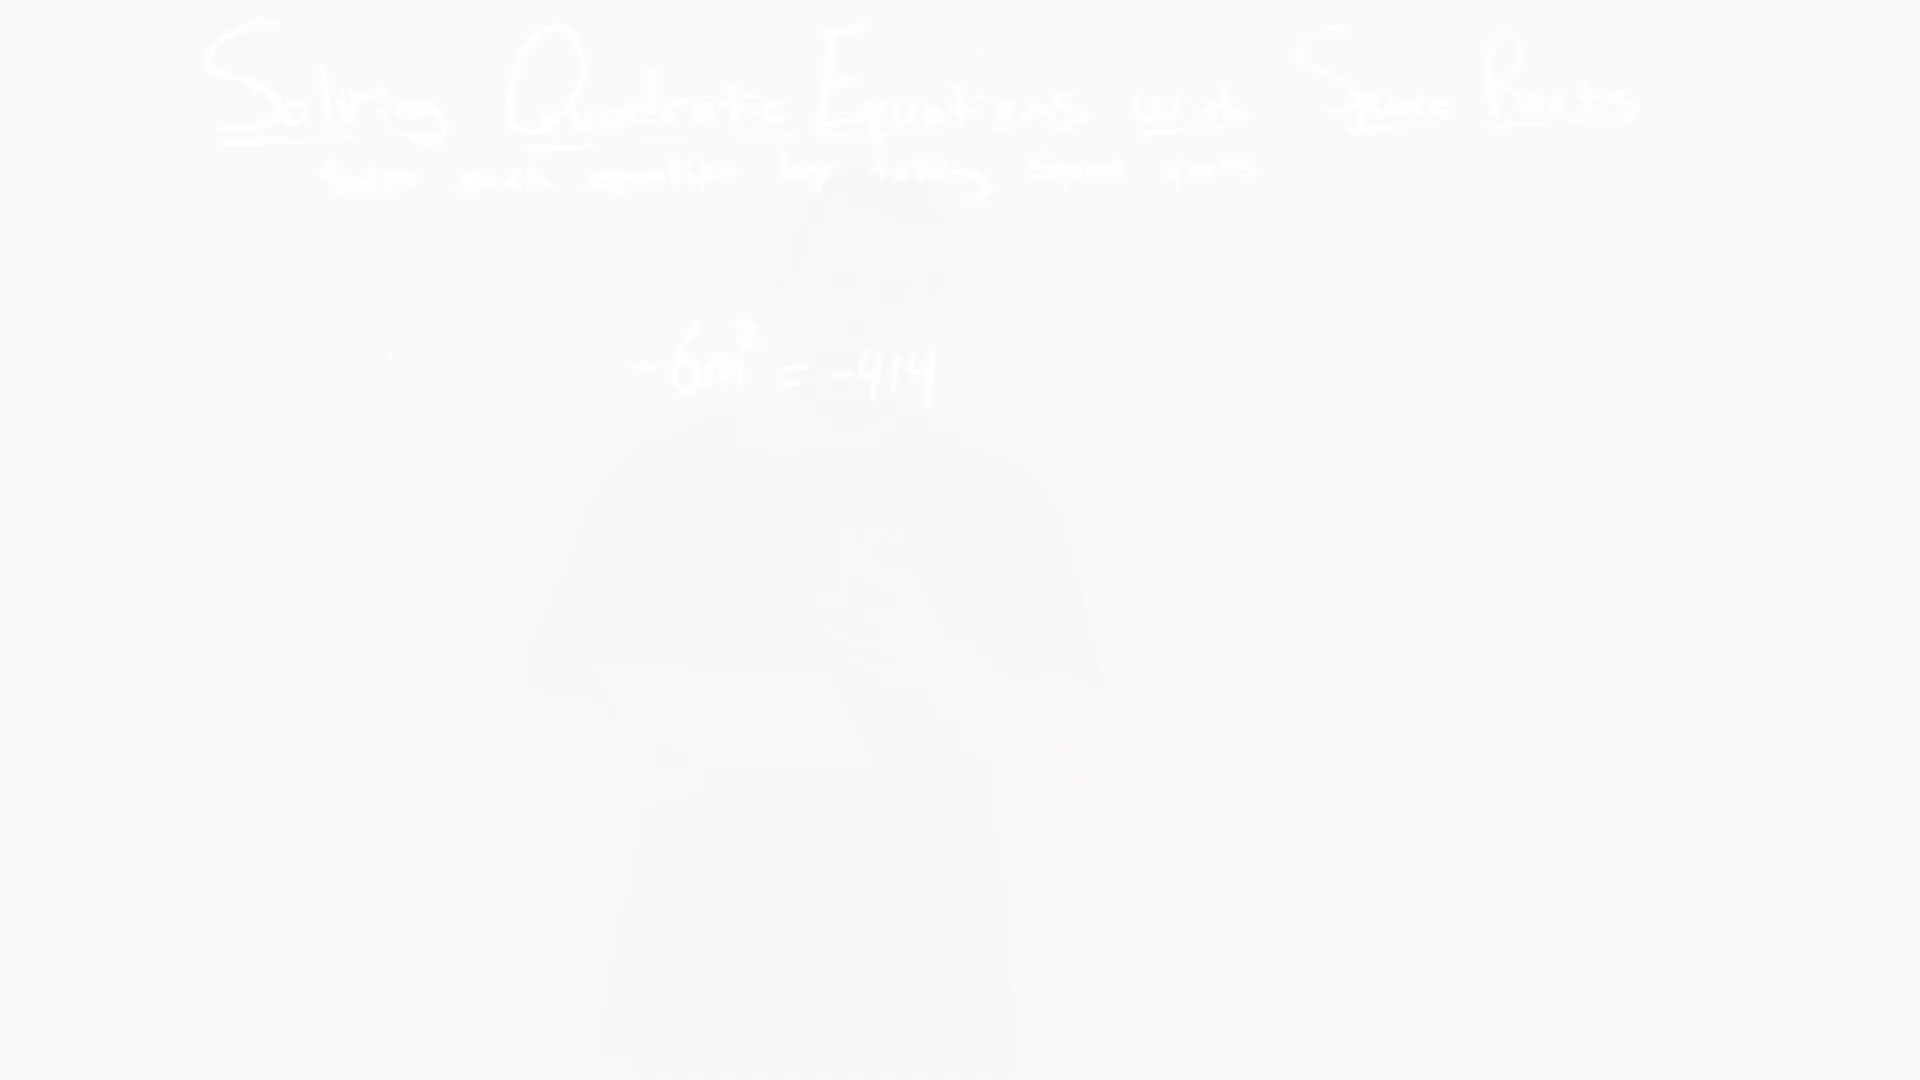 Solving Quadratic Equations with Square Roots
Solve each equation by taking Square roots
-6m² = -414